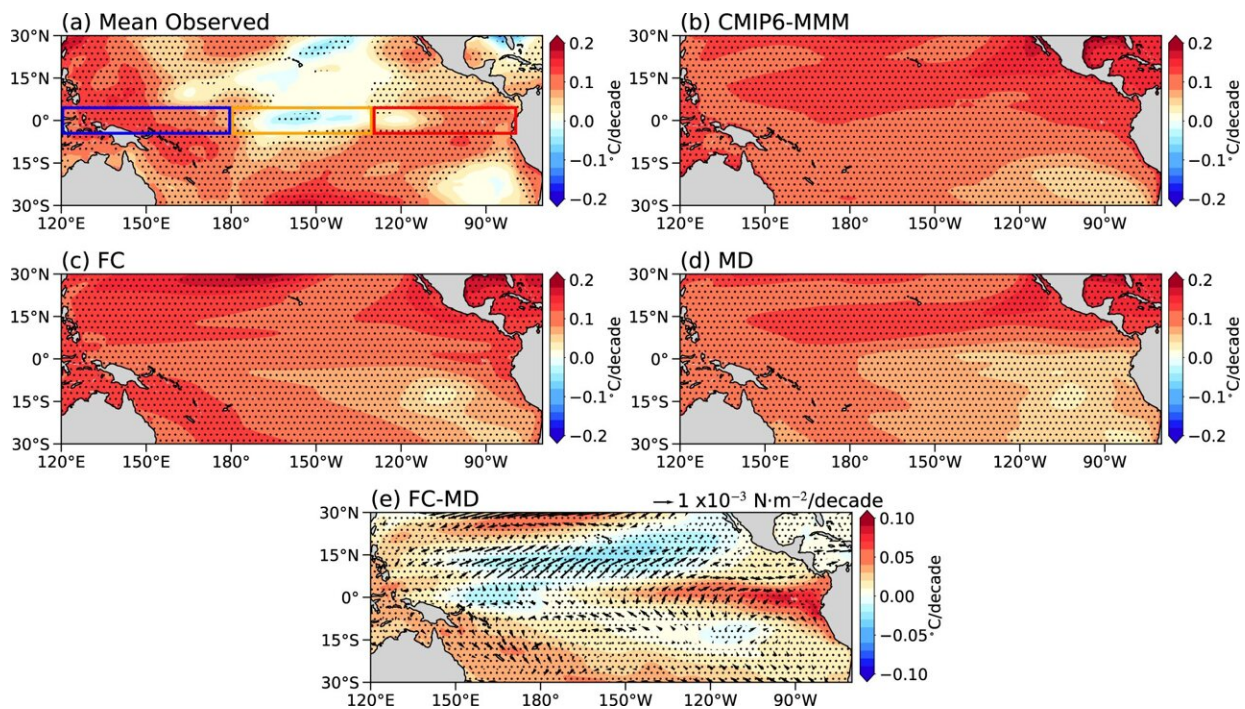 (a) Mean Observed
30°N
15°N
0°
15°S
30°S
120°E 150°E 180° 150°W 120°W 90°W
0.2
0.1
0.0
−0.1
−0.2
°C/decade
(b) CMIP6-MMM
30°N
15°N
0°
15°S
30°S
120°E 150°E 180° 150°W 120°W 90°W
0.2
0.1
0.0
−0.1
−0.2
°C/decade
(c) FC
30°N
15°N
0°
15°S
30°S
120°E 150°E 180° 150°W 120°W 90°W
0.2
0.1
0.0
−0.1
−0.2
°C/decade
(d) MD
30°N
15°N
0°
15°S
30°S
120°E 150°E 180° 150°W 120°W 90°W
0.2
0.1
0.0
−0.1
−0.2
°C/decade
(e) FC-MD
1 x10⁻³ N·m⁻²/decade
30°N
15°N
0°
15°S
30°S
120°E 150°E 180° 150°W 120°W 90°W
0.10
0.05
0.00
−0.05
−0.10
°C/decade